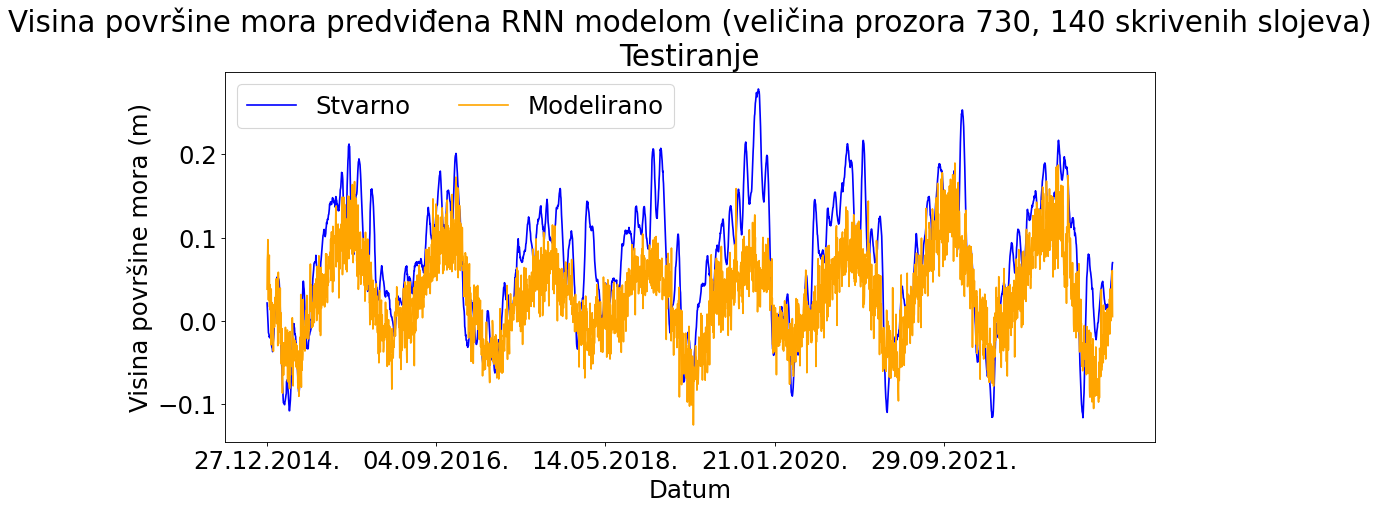 Visina površine mora predviđena RNN modelom (veličina prozora 730, 140 skrivenih slojeva)
Testiranje
Stvarno
Modelirano
Visina površine mora (m)
0.2
0.1
0.0
−0.1
27.12.2014.
04.09.2016.
14.05.2018.
21.01.2020.
29.09.2021.
Datum